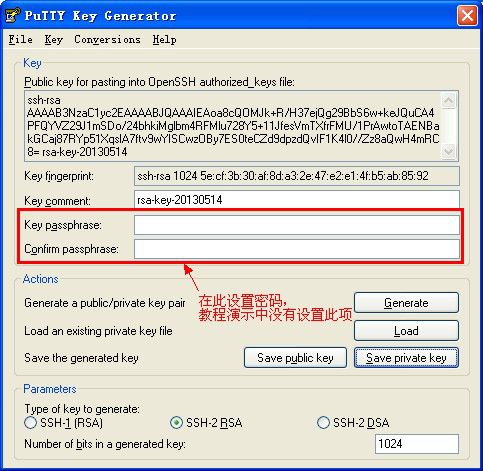 PuTTY Key Generator
File Key Conversions Help
Key
Public key for pasting into OpenSSH authorized_keys file:
ssh-rsa
AAAAB3NzaC1yc2EAAAABJQAAAIEAoa8cQOMJk+R/H37ejQg29BbS6w+keJQuCA4
PFQYVZ29J1mSDo/24bhkiMglbm4RFMlu728Y5+11JfesVmTXfrFMU/1PrAwtoTAENBa
kGCaj87RYp51XqsIA7ftv9wYISCwzOBy7ES0teCZd9dpzdQvIF1K4I0//Zz8aQwH4mRC
8= rsa-key-20130514
Key fingerprint: ssh-rsa 1024 5e:cf:3b:30:af:8d:a3:2e:47:e2:e1:4f:b5:ab:85:92
Key comment: rsa-key-20130514
Key passphrase:
Confirm passphrase:
Actions
Generate a public/private key pair Generate
在此设置密码,
教程演示中没有设置此项
Load an existing private key file Load
Save the generated key Save public key Save private key
Parameters
Type of key to generate:
SSH-1 (RSA) SSH-2 RSA SSH-2 DSA
Number of bits in a generated key: 1024